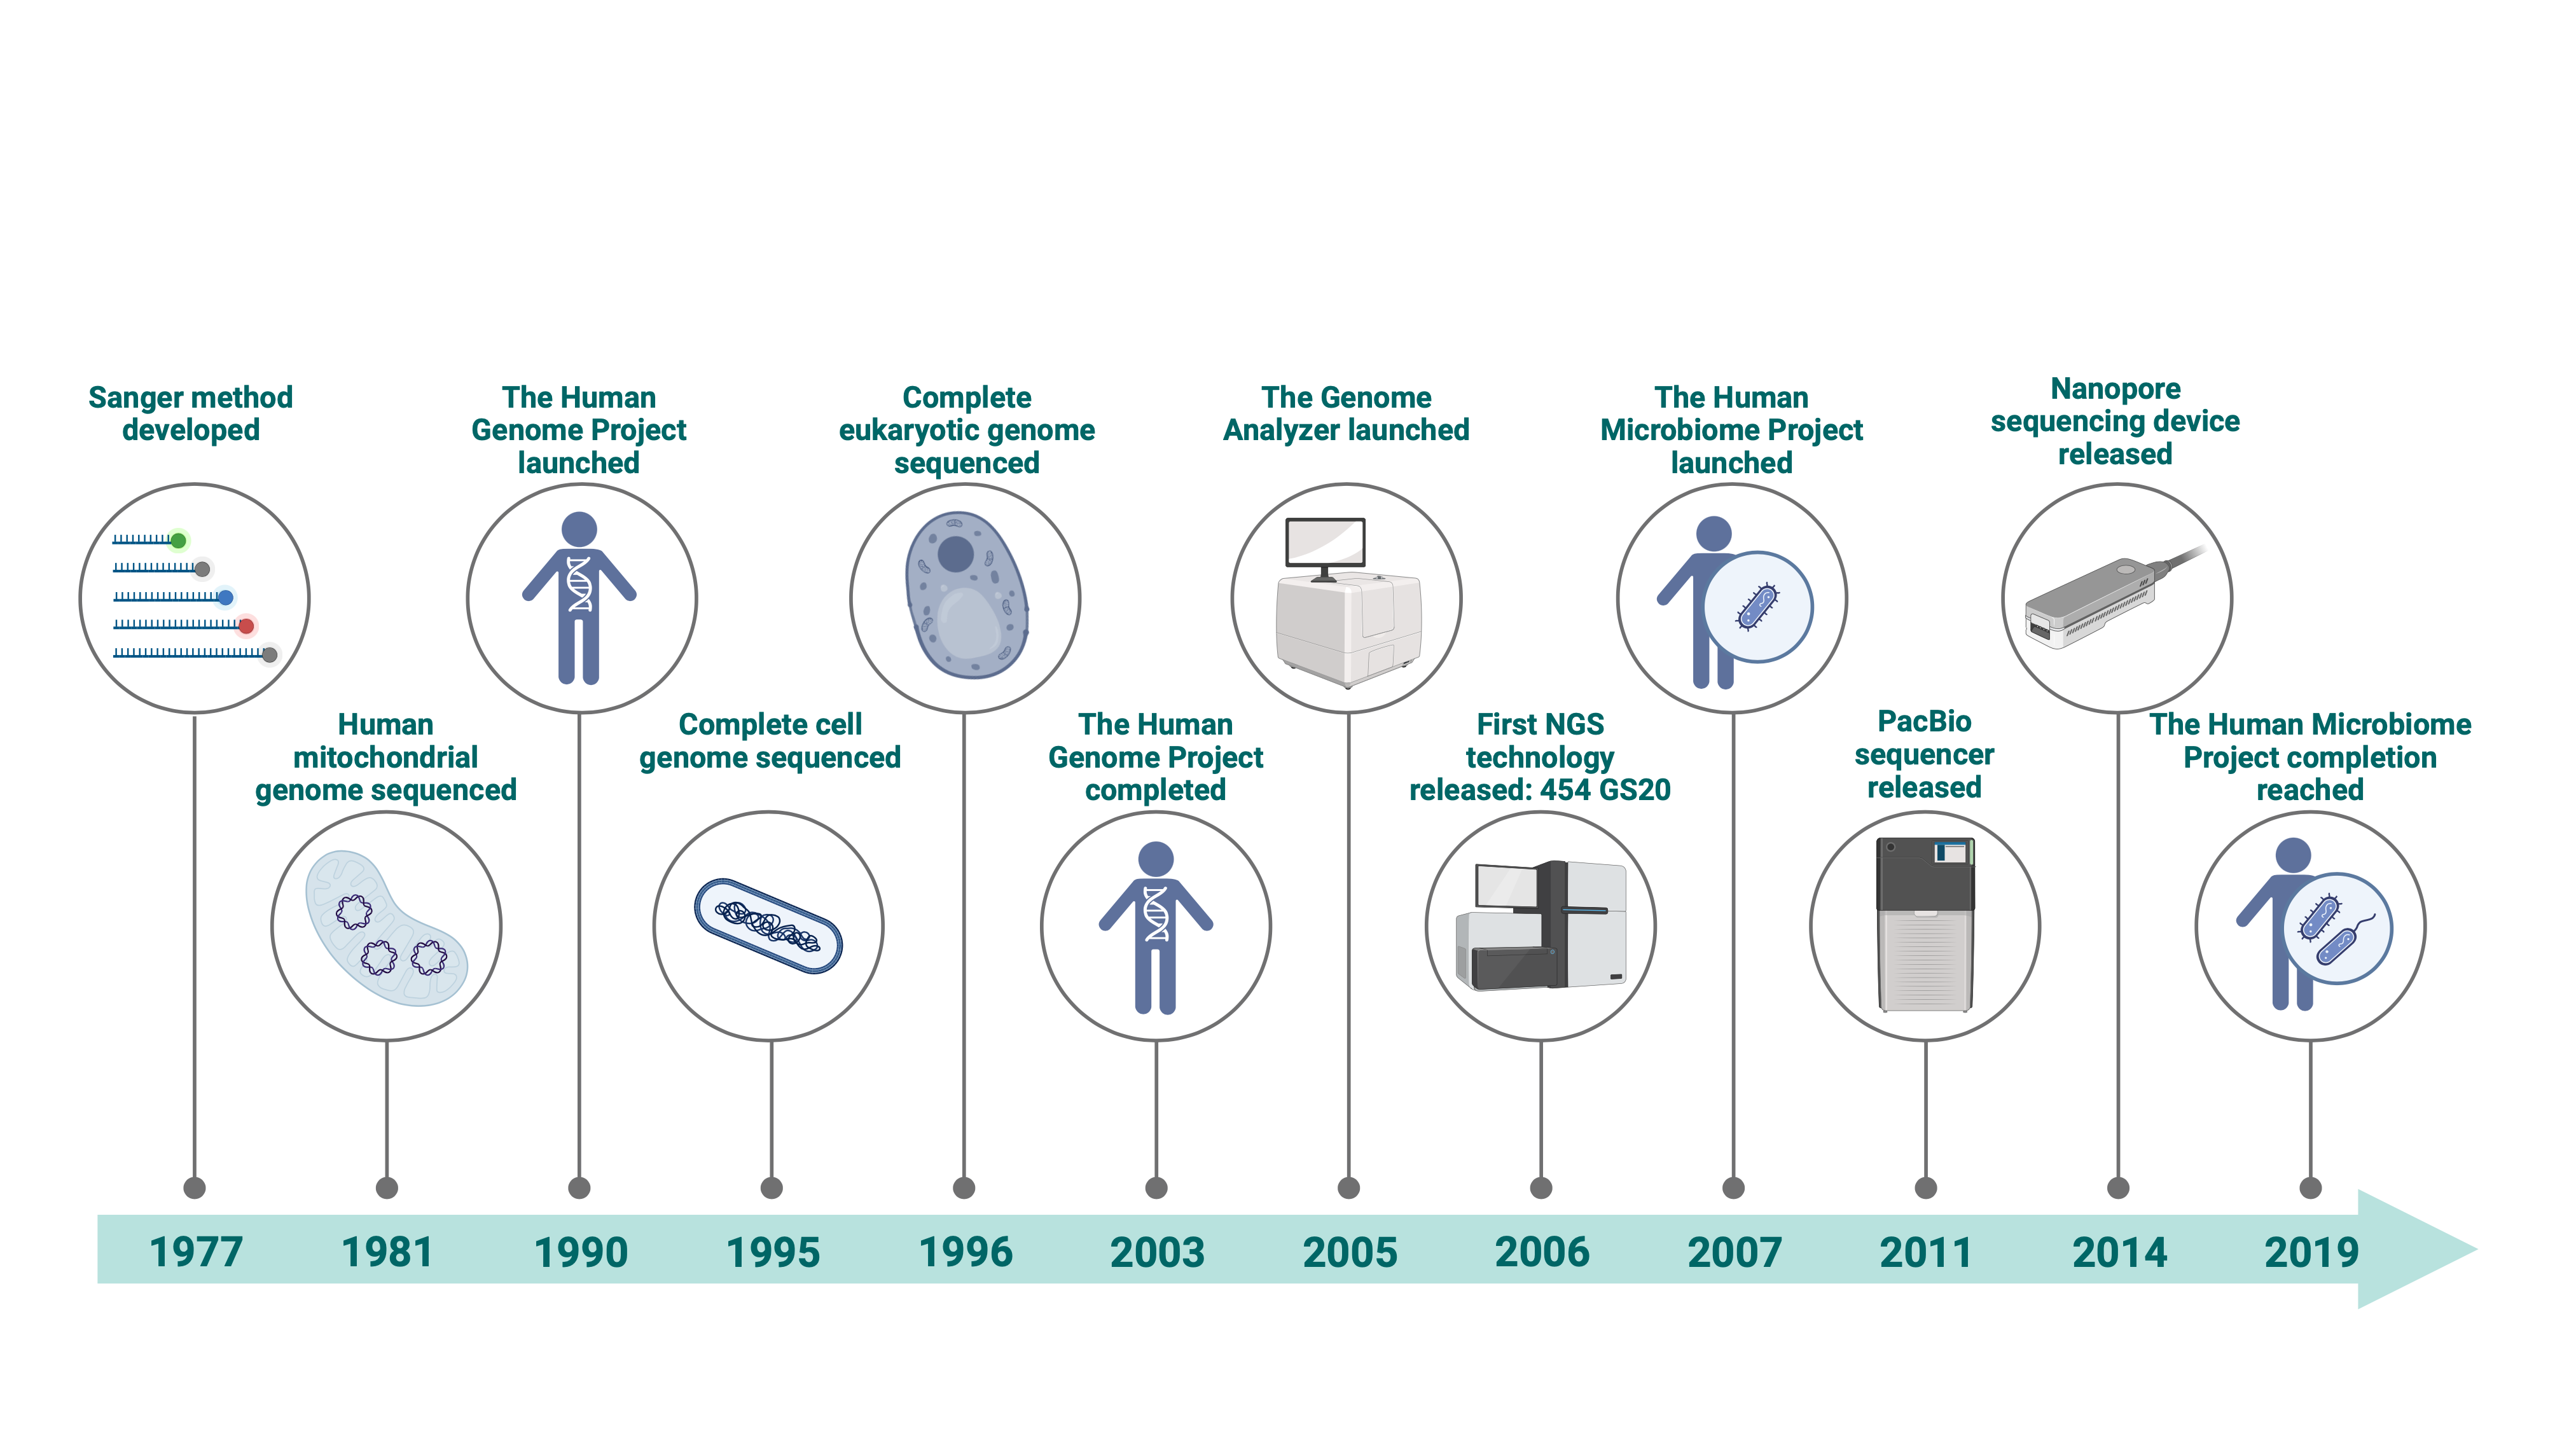 Sanger method
developed
The Human
Genome Project
launched
Complete
eukaryotic genome
sequenced
The Genome
Analyzer launched
The Human
Microbiome Project
launched
Nanopore
sequencing device
released
Human
mitochondrial
genome sequenced
Complete cell
genome sequenced
The Human
Genome Project
completed
First NGS
technology
released: 454 GS20
PacBio
sequencer
released
The Human Microbiome
Project completion
reached
1977 1981 1990 1995 1996 2003 2005 2006 2007 2011 2014 2019